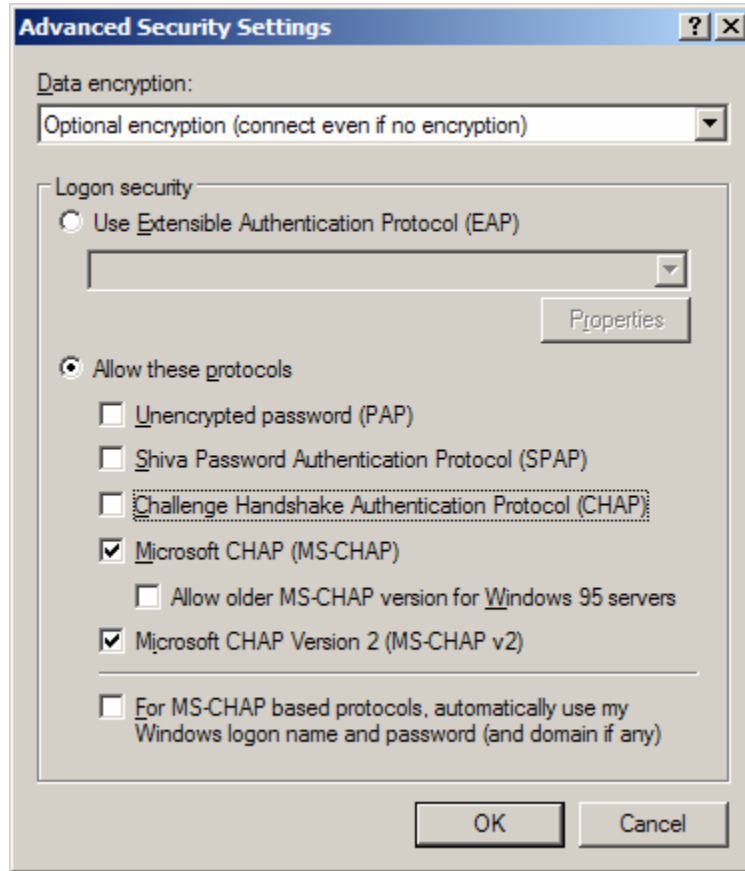 Advanced Security Settings
Data encryption:
Optional encryption (connect even if no encryption)
Logon security
Use Extensible Authentication Protocol (EAP)
Properties
Allow these protocols
Unencrypted password (PAP)
Shiva Password Authentication Protocol (SPAP)
Challenge Handshake Authentication Protocol (CHAP)
Microsoft CHAP (MS-CHAP)
Allow older MS-CHAP version for Windows 95 servers
Microsoft CHAP Version 2 (MS-CHAP v2)
For MS-CHAP based protocols, automatically use my
Windows logon name and password (and domain if any)
OK Cancel